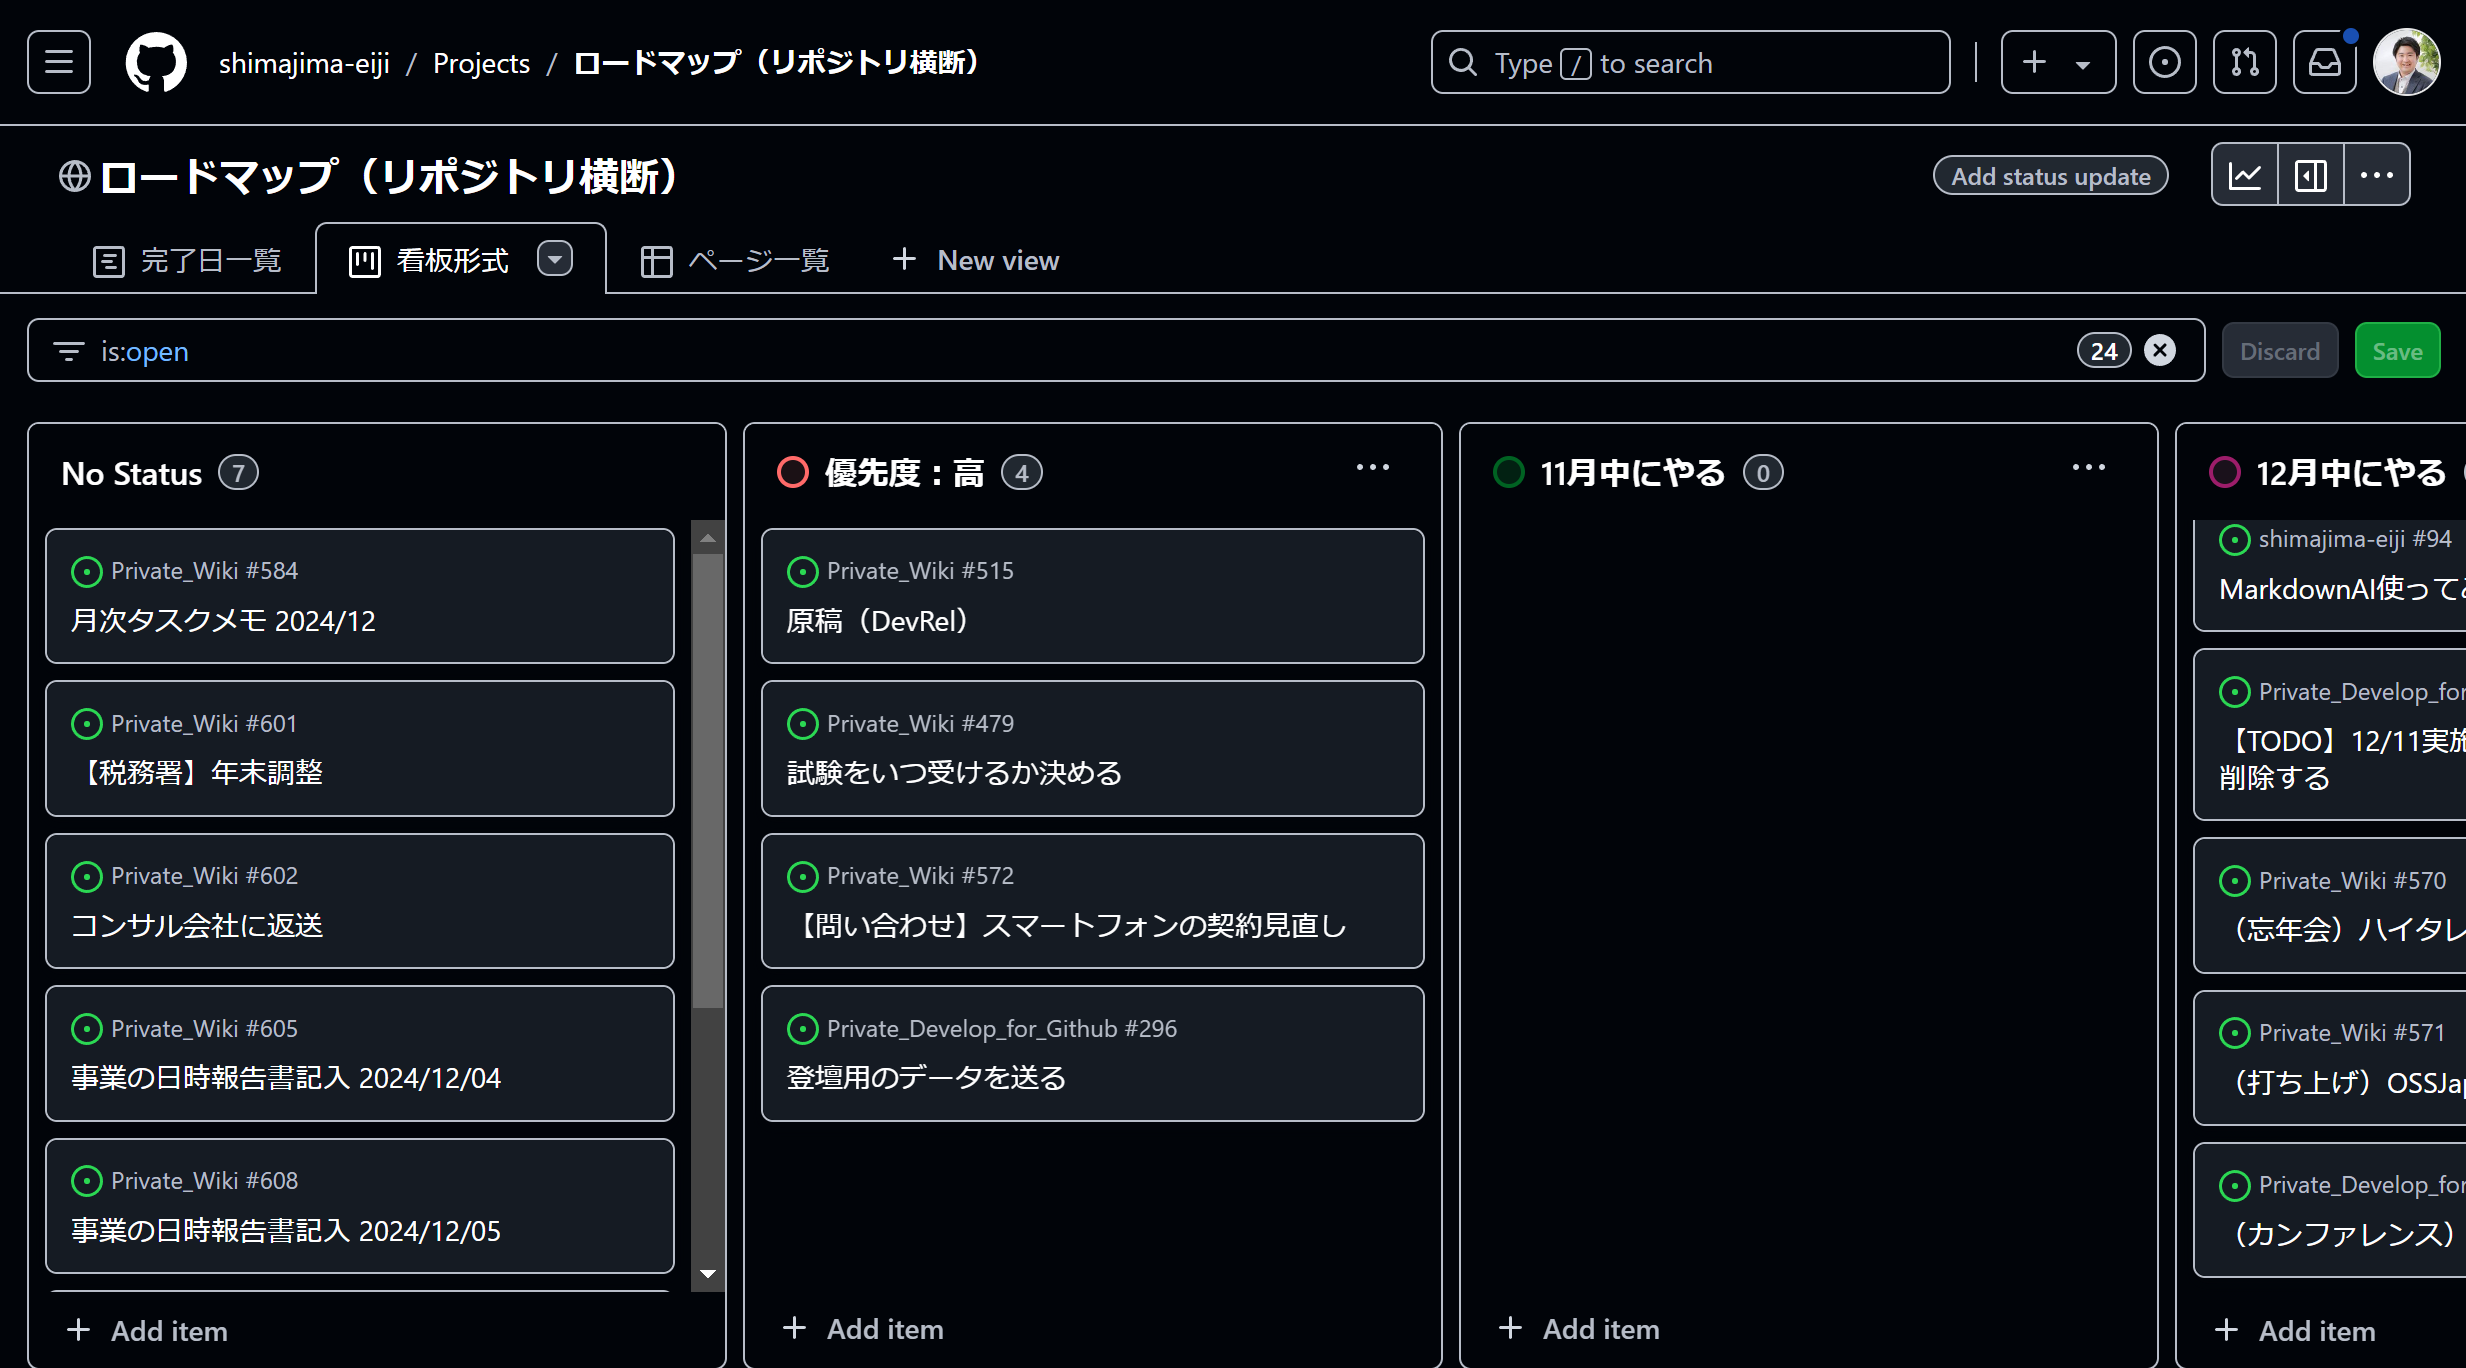 shimajima-eiji / Projects / ロードマップ（リポジトリ横断）
Type / to search
ロードマップ（リポジトリ横断）
Add status update
完了日一覧
看板形式
ページ一覧
New view
is:open
24
Discard
Save
No Status 7
Private_Wiki #584
月次タスクメモ 2024/12
Private_Wiki #601
【税務署】年末調整
Private_Wiki #602
コンサル会社に返送
Private_Wiki #605
事業の日時報告書記入 2024/12/04
Private_Wiki #608
事業の日時報告書記入 2024/12/05
Add item
優先度：高 4
Private_Wiki #515
原稿（DevRel）
Private_Wiki #479
試験をいつ受けるか決める
Private_Wiki #572
【問い合わせ】スマートフォンの契約見直し
Private_Develop_for_Github #296
登壇用のデータを送る
Add item
11月中にやる 0
Add item
12月中にやる
shimajima-eiji #94
MarkdownAI使って
Private_Develop_for
【TODO】12/11実施
削除する
Private_Wiki #570
（忘年会）ハイタレ
Private_Wiki #571
（打ち上げ）OSSJap
Private_Develop_for
（カンファレンス）
Add item